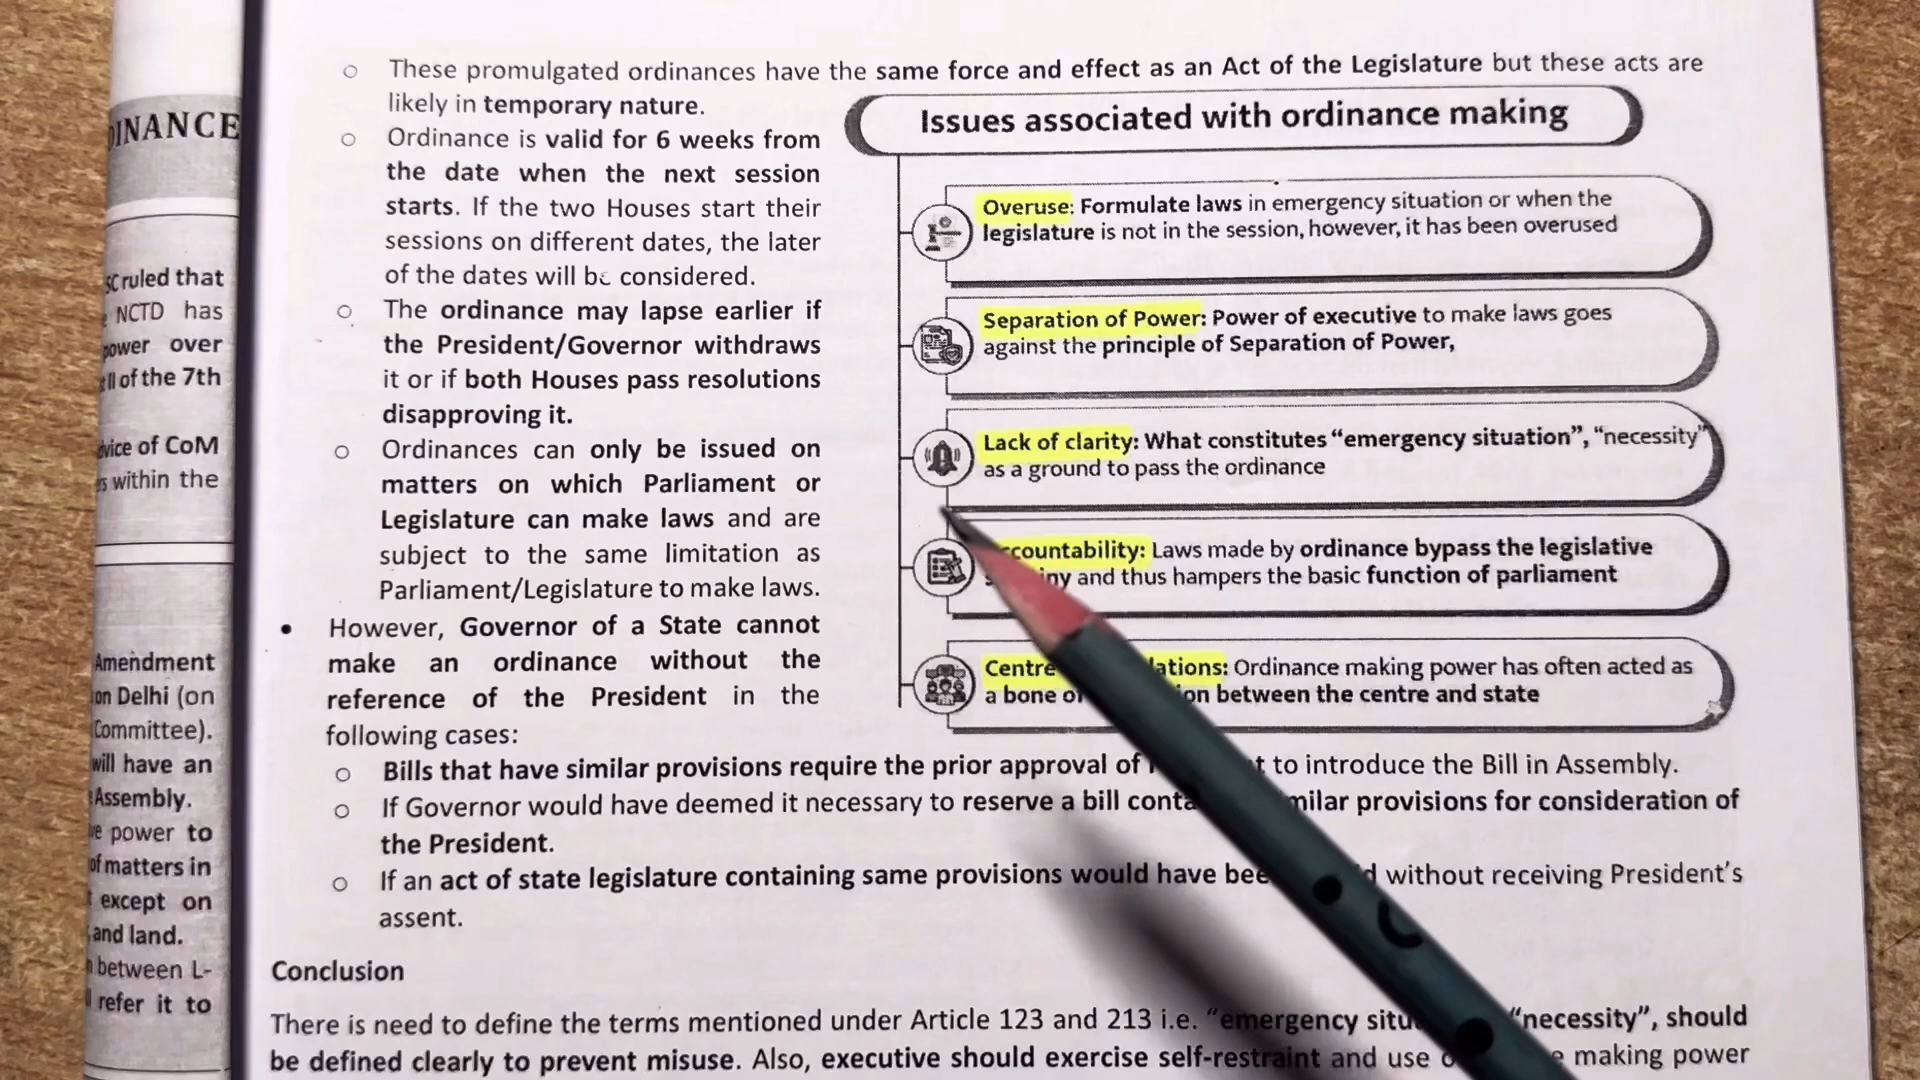 DINANCE
SC ruled that
NCTD has
power over
II of the 7th
dvice of CoM
within the
Amendment
on Delhi (on
Committee).
will have an
Assembly.
power to
of matters in
except on
and land.
between L-
refer it to
These promulgated ordinances have the same force and effect as an Act of the Legislature but these acts are
likely in temporary nature.
Ordinance is valid for 6 weeks from
the date when the next session
starts. If the two Houses start their
sessions on different dates, the later
of the dates will be considered.
The ordinance may lapse earlier if
the President/Governor withdraws
it or if both Houses pass resolutions
disapproving it.
Ordinances can only be issued on
matters on which Parliament or
Legislature can make laws and are
subject to the same limitation as
Parliament/Legislature to make laws.
Issues associated with ordinance making
Overuse: Formulate laws in emergency situation or when the
legislature is not in the session, however, it has been overused
Separation of Power: Power of executive to make laws goes
against the principle of Separation of Power,
Lack of clarity: What constitutes “emergency situation”, “necessity”
as a ground to pass the ordinance
countability: Laws made by ordinance bypass the legislative
ny and thus hampers the basic function of parliament
Centre lations: Ordinance making power has often acted as
a bone on between the centre and state
• However, Governor of a State cannot
make an ordinance without the
reference of the President in the
following cases:
Bills that have similar provisions require the prior approval of to introduce the Bill in Assembly.
If Governor would have deemed it necessary to reserve a bill milar provisions for consideration of
the President.
If an act of state legislature containing same provisions would have without receiving President’s
assent.
Conclusion
There is need to define the terms mentioned under Article 123 and 213 i.e. “emergency “necessity”, should
be defined clearly to prevent misuse. Also, executive should exercise self-restraint and use making power